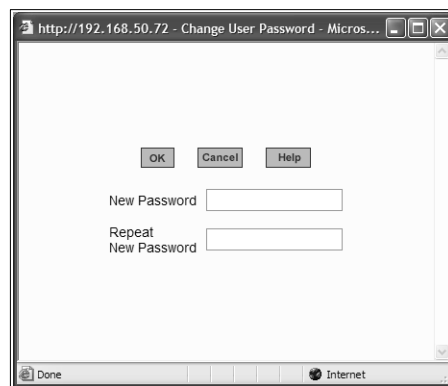 http://192.168.50.72 - Change User Password - Micros...
OK Cancel Help
New Password
Repeat
New Password
Done Internet